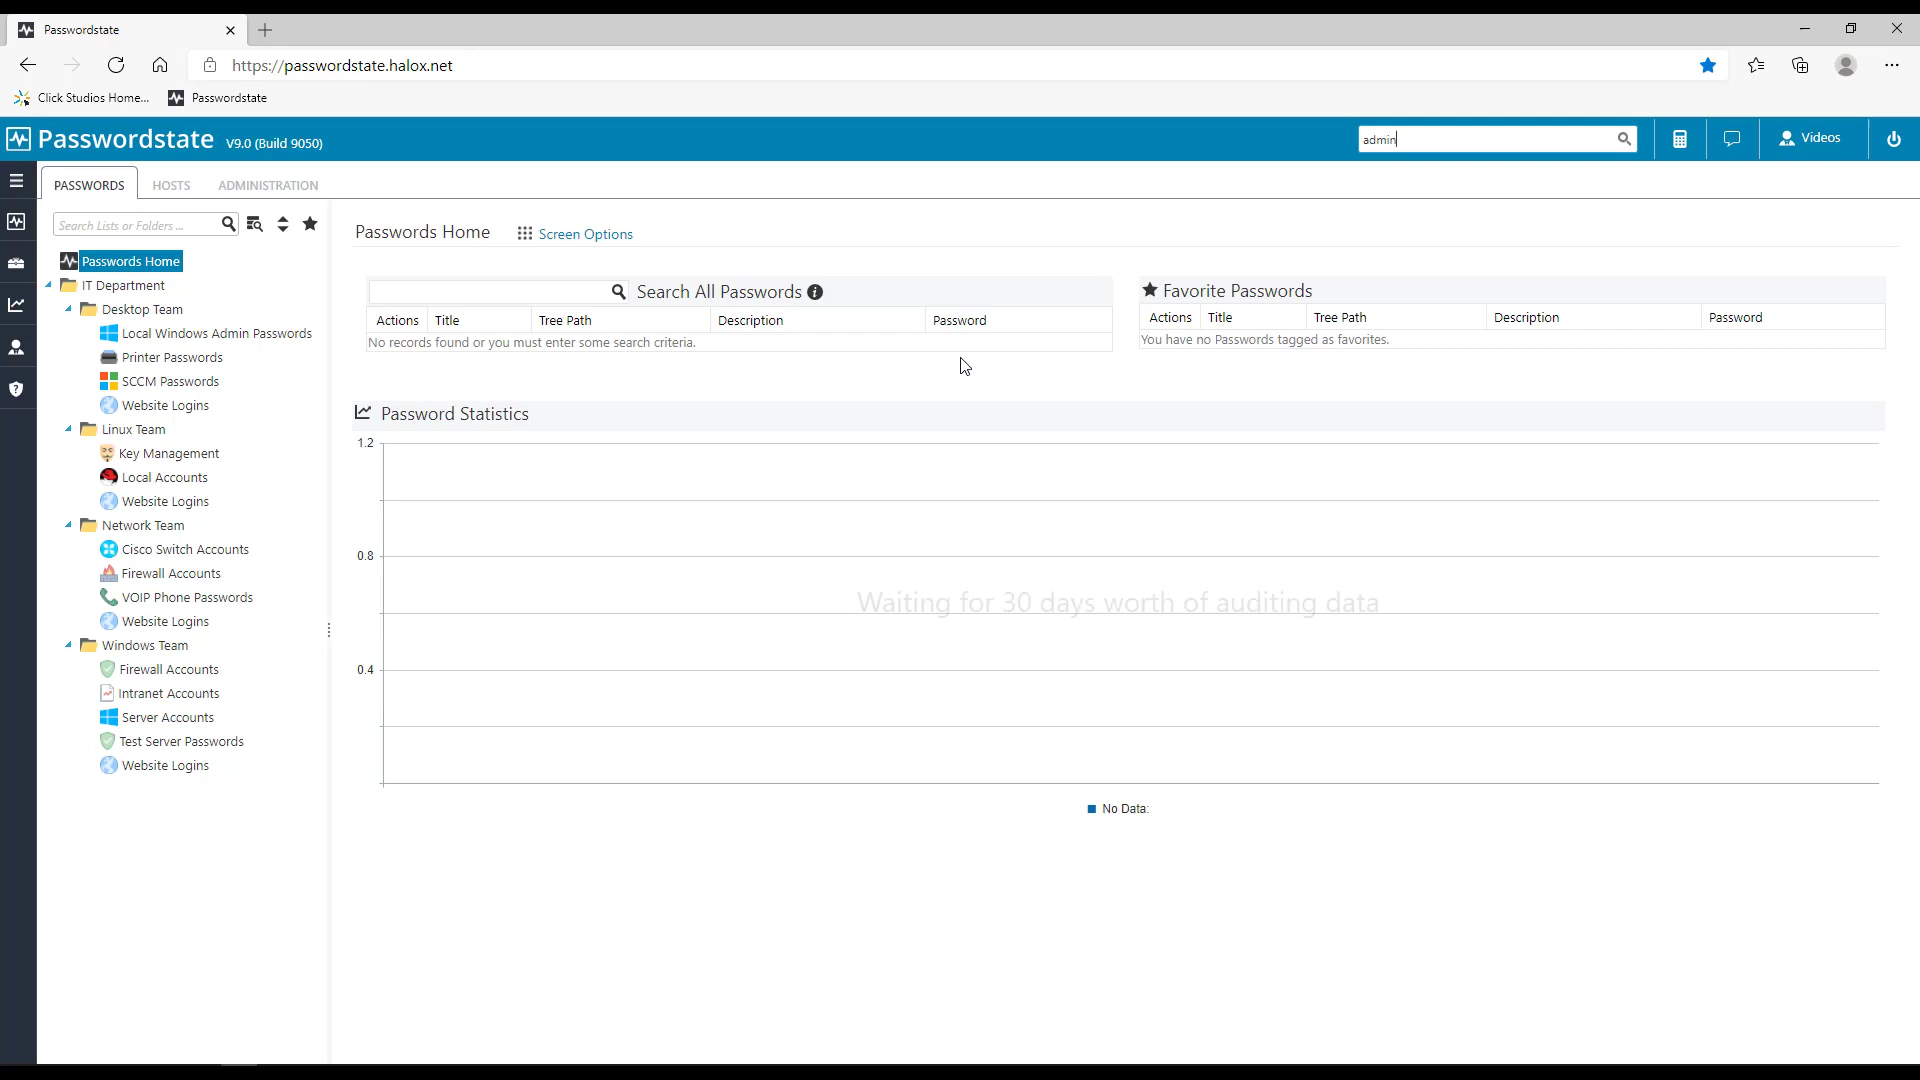 Passwordstate
https://passwordstate.halox.net
Click Studios Home... Passwordstate
Passwordstate V9.0 (Build 9050) admin Videos
PASSWORDS HOSTS ADMINISTRATION
Search Lists or Folders ...
Passwords Home
IT Department
Desktop Team
Local Windows Admin Passwords
Printer Passwords
SCCM Passwords
Website Logins
Linux Team
Key Management
Local Accounts
Website Logins
Network Team
Cisco Switch Accounts
Firewall Accounts
VOIP Phone Passwords
Website Logins
Windows Team
Firewall Accounts
Intranet Accounts
Server Accounts
Test Server Passwords
Website Logins
Passwords Home Screen Options
Search All Passwords
Actions Title Tree Path Description Password
No records found or you must enter some search criteria.
Favorite Passwords
Actions Title Tree Path Description Password
You have no Passwords tagged as favorites.
Password Statistics
1.2
0.8
Waiting for 30 days worth of auditing data
0.4
No Data: